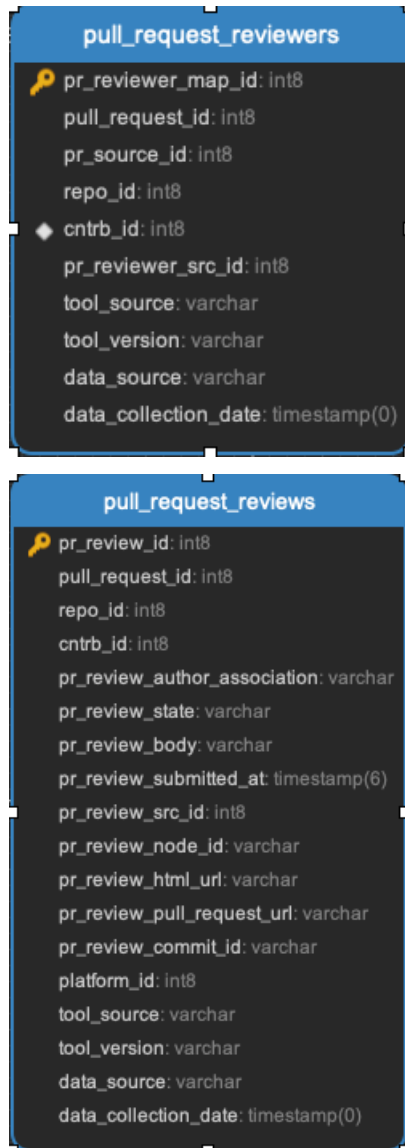 pull_request_reviewers
pr_reviewer_map_id: int8
pull_request_id: int8
pr_source_id: int8
repo_id: int8
cntrb_id: int8
pr_reviewer_src_id: int8
tool_source: varchar
tool_version: varchar
data_source: varchar
data_collection_date: timestamp(0)
pull_request_reviews
pr_review_id: int8
pull_request_id: int8
repo_id: int8
cntrb_id: int8
pr_review_author_association: varchar
pr_review_state: varchar
pr_review_body: varchar
pr_review_submitted_at: timestamp(6)
pr_review_src_id: int8
pr_review_node_id: varchar
pr_review_html_url: varchar
pr_review_pull_request_url: varchar
pr_review_commit_id: varchar
platform_id: int8
tool_source: varchar
tool_version: varchar
data_source: varchar
data_collection_date: timestamp(0)